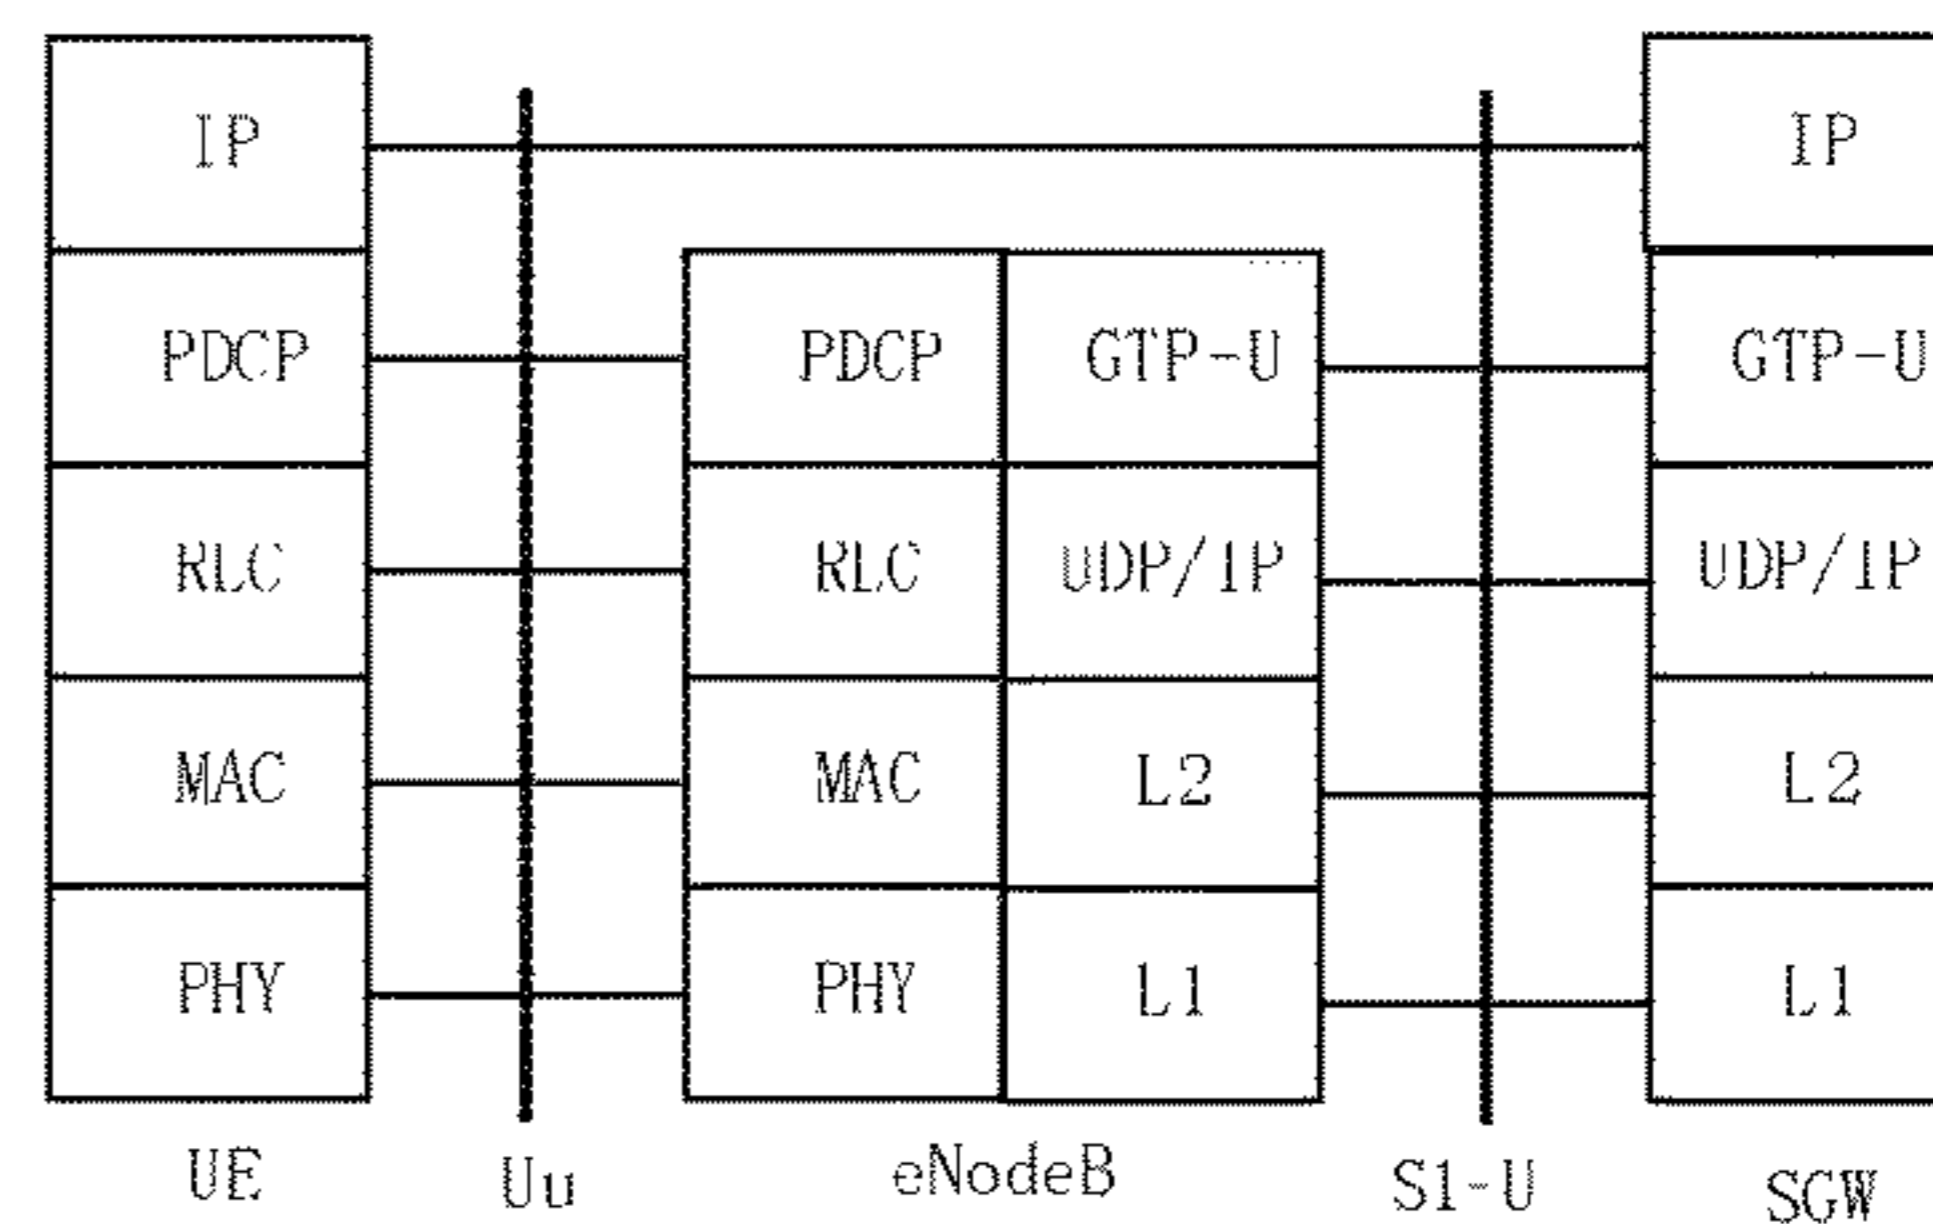 IP IP
PDCP PDCP GTP-U GTP-U
RLC RLC UDP/IP UDP/IP
MAC MAC L2 L2
PHY PHY L1 L1
UE Uu eNodeB S1-U SGW